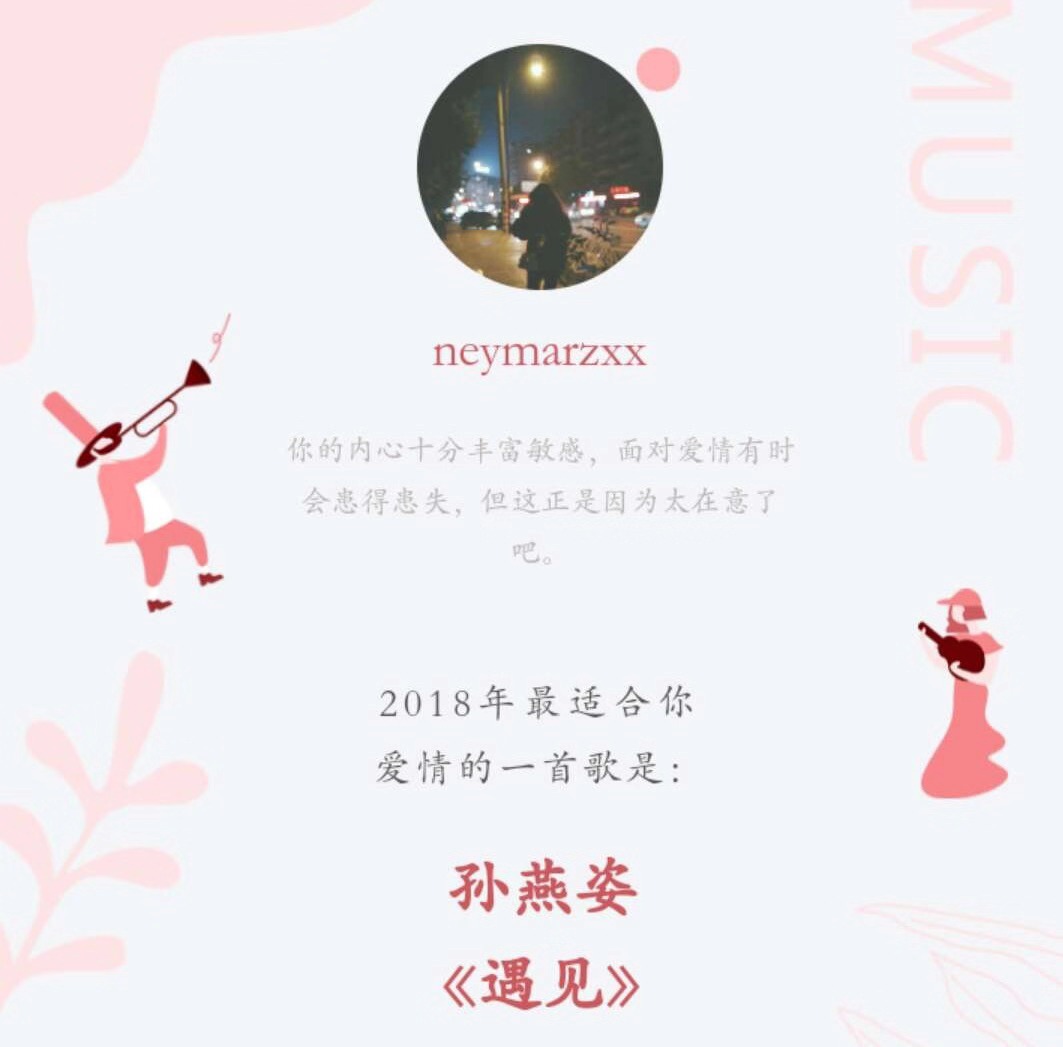 MUSIC
neymarzxx
你的内心十分丰富敏感，面对爱情有时
会患得患失，但这正是因为太在意了
吧。
2018年最适合你
爱情的一首歌是：
孙燕姿
《遇见》